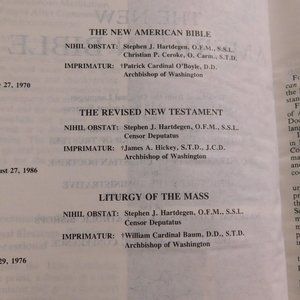 THE NEW AMERICAN BIBLE
NIHIL OBSTAT: Stephen J. Hartdegen, O.F.M., S.S.L.
Christian P. Ceroke, O. Carm., S.T.D.
IMPRIMATUR: †Patrick Cardinal O'Boyle, D.D.
Archbishop of Washington
27, 1970
THE REVISED NEW TESTAMENT
NIHIL OBSTAT: Stephen J. Hartdegen, O.F.M., S.S.L.
Censor Deputatus
IMPRIMATUR: †James A. Hickey, S.T.D., J.C.D.
Archbishop of Washington
27, 1986
LITURGY OF THE MASS
NIHIL OBSTAT: Stephen J. Hartdegen, O.F.M., S.S.L.
Censor Deputatus
IMPRIMATUR: †William Cardinal Baum, D.D., S.T.D.
Archbishop of Washington
29, 1976